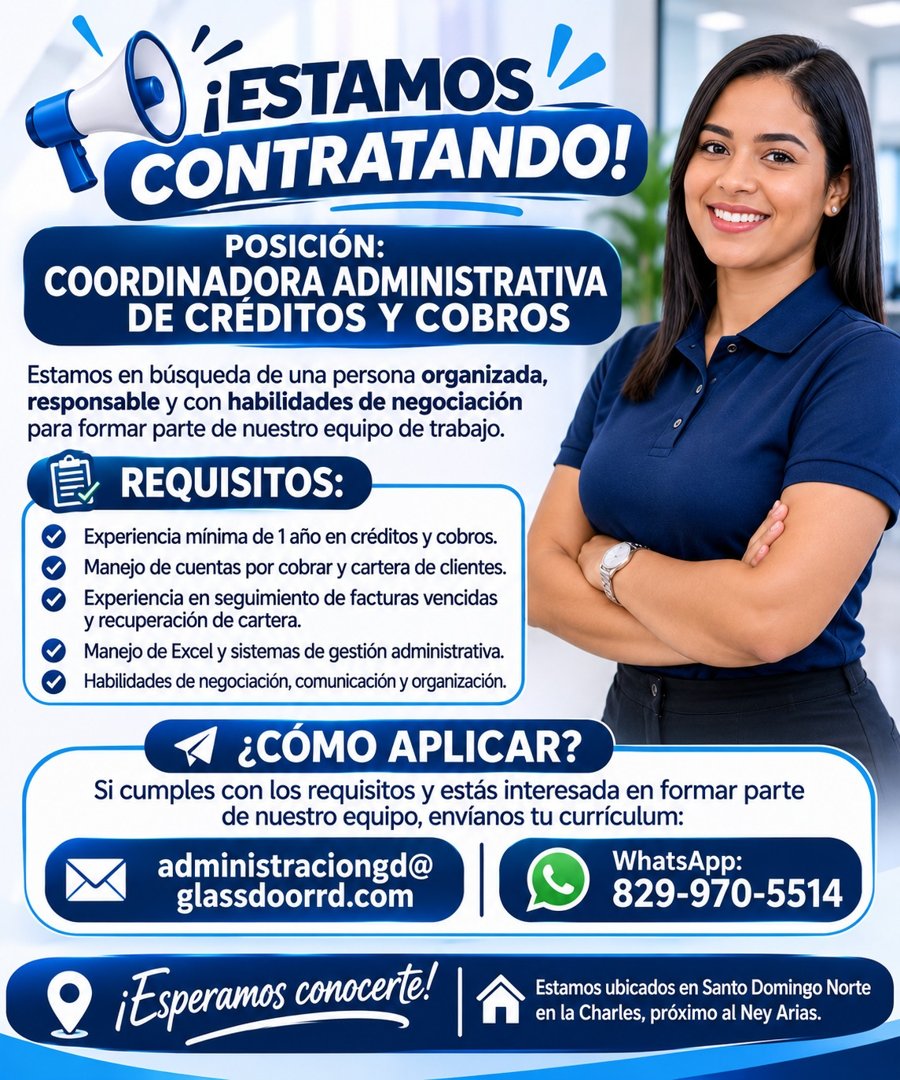 ¡ESTAMOS
CONTRATANDO!
POSICIÓN:
COORDINADORA ADMINISTRATIVA
DE CRÉDITOS Y COBROS
Estamos en búsqueda de una persona organizada,
responsable y con habilidades de negociación
para formar parte de nuestro equipo de trabajo.
REQUISITOS:
Experiencia mínima de 1 año en créditos y cobros.
Manejo de cuentas por cobrar y cartera de clientes.
Experiencia en seguimiento de facturas vencidas
y recuperación de cartera.
Manejo de Excel y sistemas de gestión administrativa.
Habilidades de negociación, comunicación y organización.
¿CÓMO APLICAR?
Si cumples con los requisitos y estás interesada en formar parte
de nuestro equipo, envíanos tu currículum:
administraciongd@
glassdoorrd.com
WhatsApp:
829-970-5514
¡Esperamos conocerte!
Estamos ubicados en Santo Domingo Norte
en la Charles, próximo al Ney Arias.